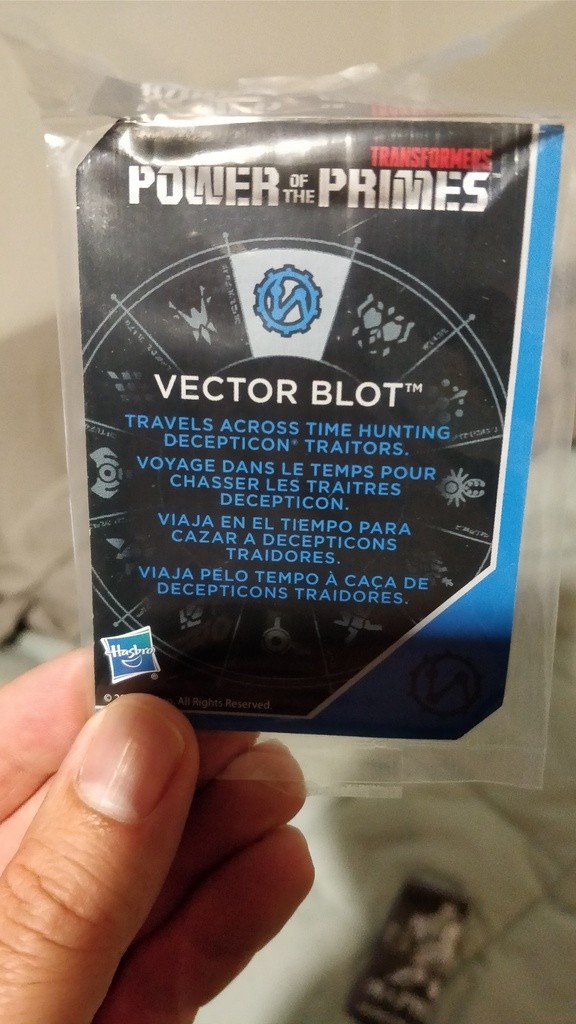 TRANSFORMERS
POWER OF THE PRIMES
VECTOR BLOT™
TRAVELS ACROSS TIME HUNTING
DECEPTICON® TRAITORS.
VOYAGE DANS LE TEMPS POUR
CHASSER LES TRAITRES
DECEPTICON.
VIAJA EN EL TIEMPO PARA
CAZAR A DECEPTICONS
TRAIDORES.
VIAJA PELO TEMPO À CAÇA DE
DECEPTICONS TRAIDORES.
Hasbro
®
© All Rights Reserved.